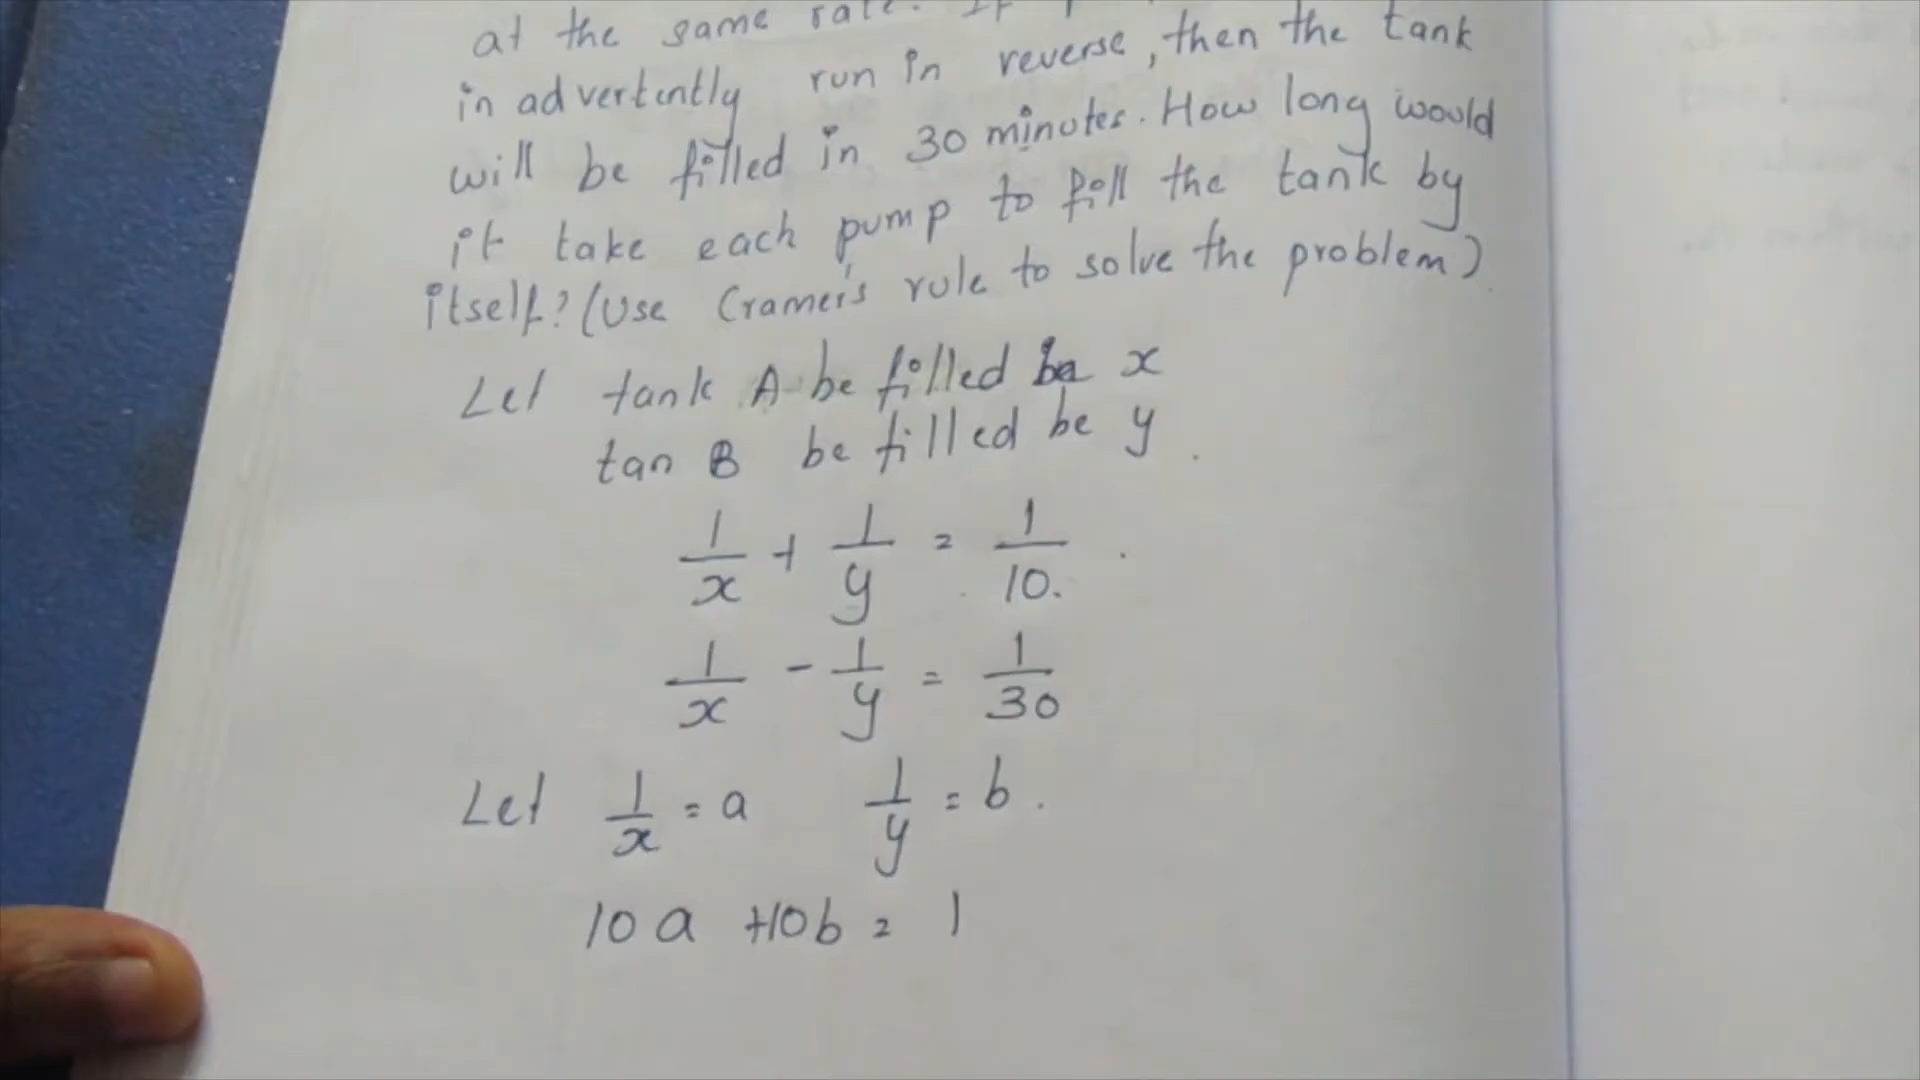 at the same rate. If
in advertently run in reverse, then the tank
will be filled in 30 minutes. How long would
it take each pump to fill the tank by
itself? (Use Cramer's rule to solve the problem)
Let tank A be filled be x
tan B be filled be y.
1/x + 1/y = 1/10.
1/x - 1/y = 1/30
Let 1/x = a 1/y = b.
10a +10b = 1